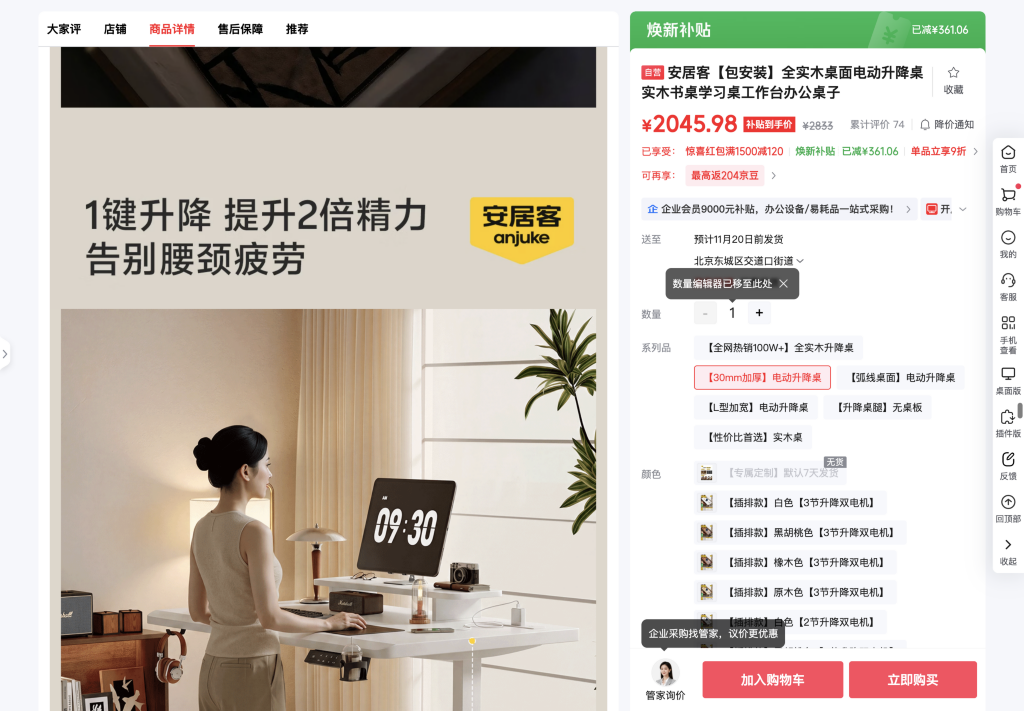 大家评
店铺
商品详情
售后保障
推荐
1键升降 提升2倍精力
告别腰颈疲劳
安居客
anjuke
AM
09:30
Marshall
焕新补贴
已减¥361.06
自营 安居客【包安装】全实木桌面电动升降桌
实木书桌学习桌工作台办公桌子
收藏
¥2045.98 补贴到手价 ¥2833 累计评价 74 降价通知
已享受: 惊喜红包满1500减120 焕新补贴 已减¥361.06 单品立享9折
可再享: 最高返204京豆
企业会员9000元补贴，办公设备/易耗品一站式采购!
开.
送至 预计11月20日前发货
北京东城区交道口街道
数量编辑器已移至此处
数量 - 1 +
系列品 【全网热销100W+】全实木升降桌
【30mm加厚】电动升降桌 【弧线桌面】电动升降桌
【L型加宽】电动升降桌 【升降桌腿】无桌板
【性价比首选】实木桌
无货
颜色 【专属定制】默认7天发货
【插排款】白色【3节升降双电机】
【插排款】黑胡桃色【3节升降双电机】
【插排款】橡木色【3节升降双电机】
【插排款】原木色【3节升降双电机】
【插排款】白色【2节升降双电机】
企业采购找管家，议价更优惠
管家询价
加入购物车
立即购买
首页
购物车
我的
客服
手机
查看
桌面版
插件版
反馈
回顶部
收起